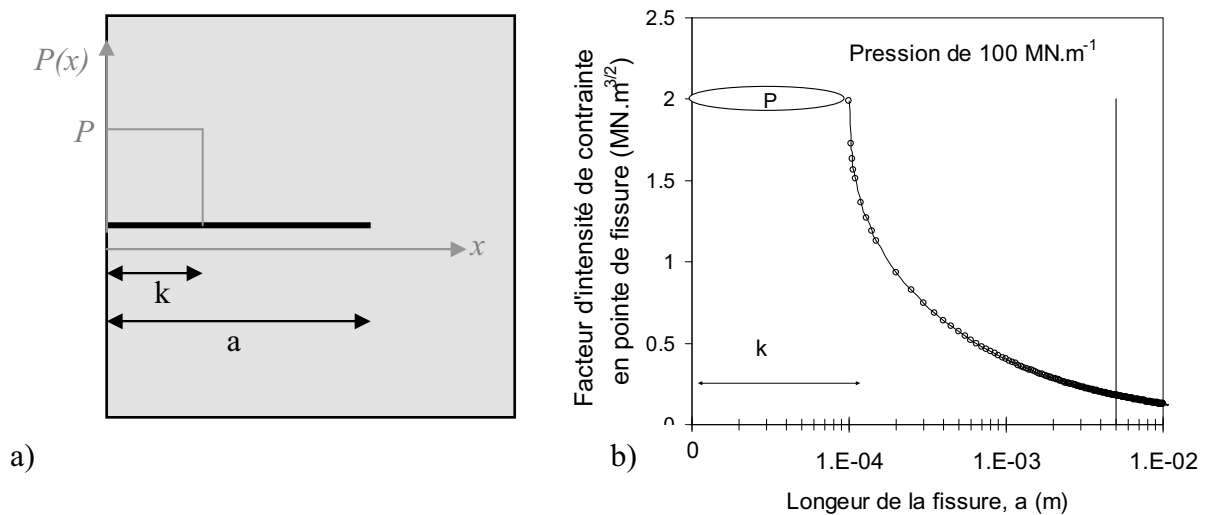 P(x)
P
x
k
a
a)
2.5
2
1.5
1
0.5
0
Facteur d'intensité de contrainte
en pointe de fissure (MN.m3/2)
Pression de 100 MN.m-1
P
k
0
1.E-04
1.E-03
1.E-02
Longeur de la fissure, a (m)
b)